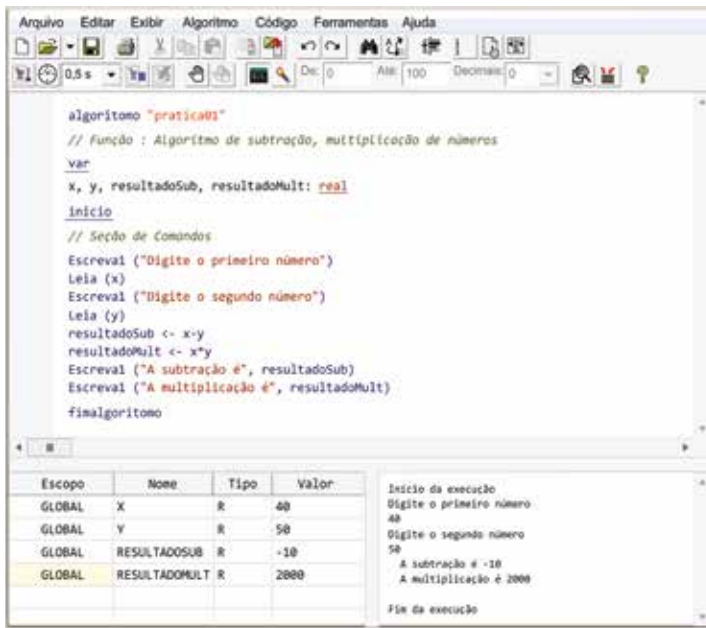 Arquivo Editar Exibir Algoritmo Código Ferramentas Ajuda
0,5 s De: 0 Até: 100 Decimais: 0
algoritomo "pratica01"
// Função : Algoritmo de subtração, multiplicação de números
var
x, y, resultadoSub, resultadoMult: real
inicio
// Seção de Comandos
Escreval ("Digite o primeiro número")
Leia (x)
Escreval ("Digite o segundo número")
Leia (y)
resultadoSub <- x-y
resultadoMult <- x*y
Escreval ("A subtração é", resultadoSub)
Escreval ("A multiplicação é", resultadoMult)
fimalgoritomo
Escopo Nome Tipo Valor
GLOBAL X R 40
GLOBAL Y R 50
GLOBAL RESULTADOSUB R -10
GLOBAL RESULTADOMULT R 2000
Início da execução
Digite o primeiro número
40
Digite o segundo número
50
A subtração é -10
A multiplicação é 2000
Fim da execução